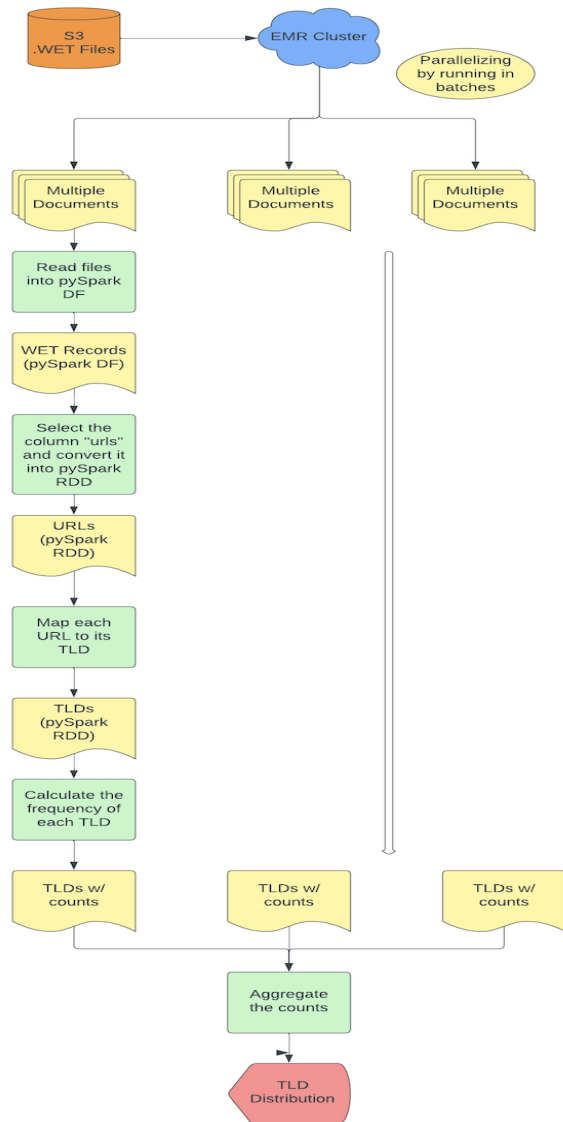 S3
.WET Files
EMR Cluster
Parallelizing
by running in
batches
Multiple
Documents
Multiple
Documents
Multiple
Documents
Read files
into pySpark
DF
WET Records
(pySpark DF)
Select the
column "urls"
and convert it
into pySpark
RDD
URLs
(pySpark
RDD)
Map each
URL to its
TLD
TLDs
(pySpark
RDD)
Calculate the
frequency of
each TLD
TLDs w/
counts
TLDs w/
counts
TLDs w/
counts
Aggregate
the counts
TLD
Distribution